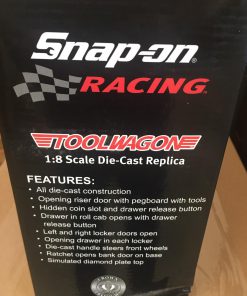 Snap-on®
RACING
TOOLWAGON
1:8 Scale Die-Cast Replica
FEATURES:
• All die-cast construction
• Opening riser door with pegboard with tools
• Hidden coin slot and drawer release button
• Drawer in roll cab opens with drawer
release button
• Left and right locker doors open
• Opening drawer in each locker
• Die-cast handle steers front wheels
• Ratchet opens bank door on base
• Simulated diamond plate top
CROWN